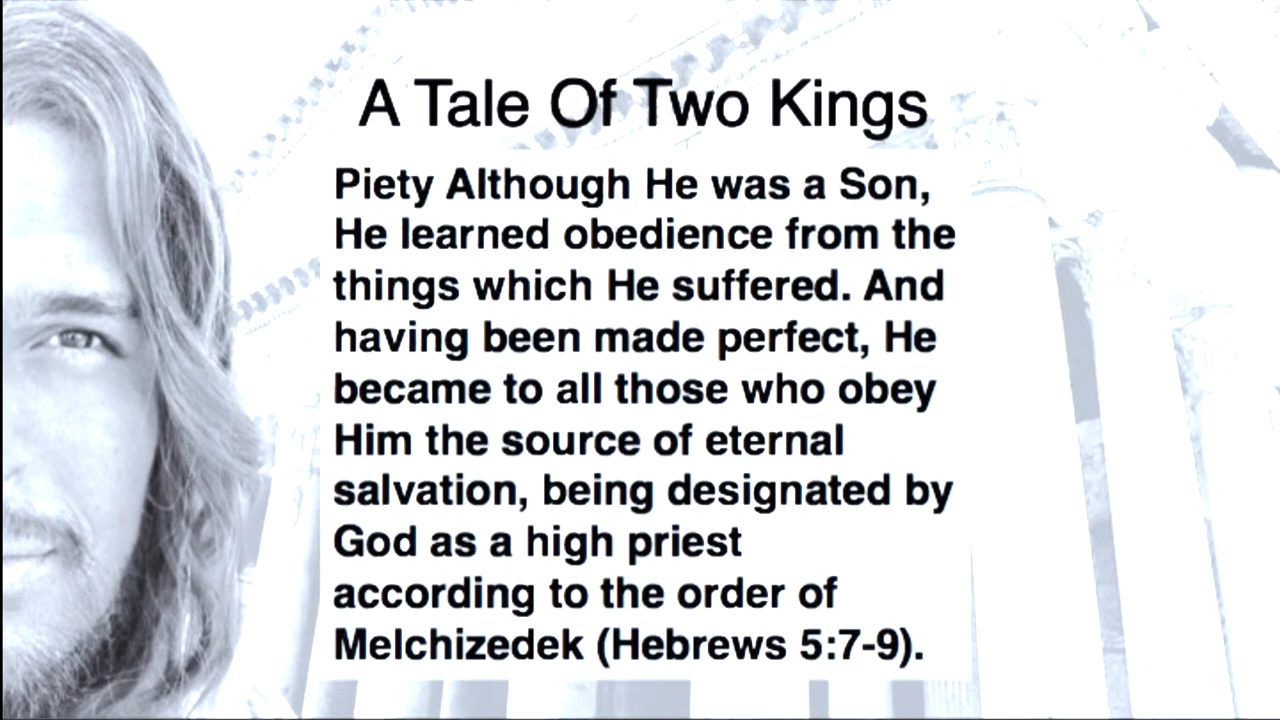 A Tale Of Two Kings
Piety Although He was a Son,
He learned obedience from the
things which He suffered. And
having been made perfect, He
became to all those who obey
Him the source of eternal
salvation, being designated by
God as a high priest
according to the order of
Melchizedek (Hebrews 5:7-9).